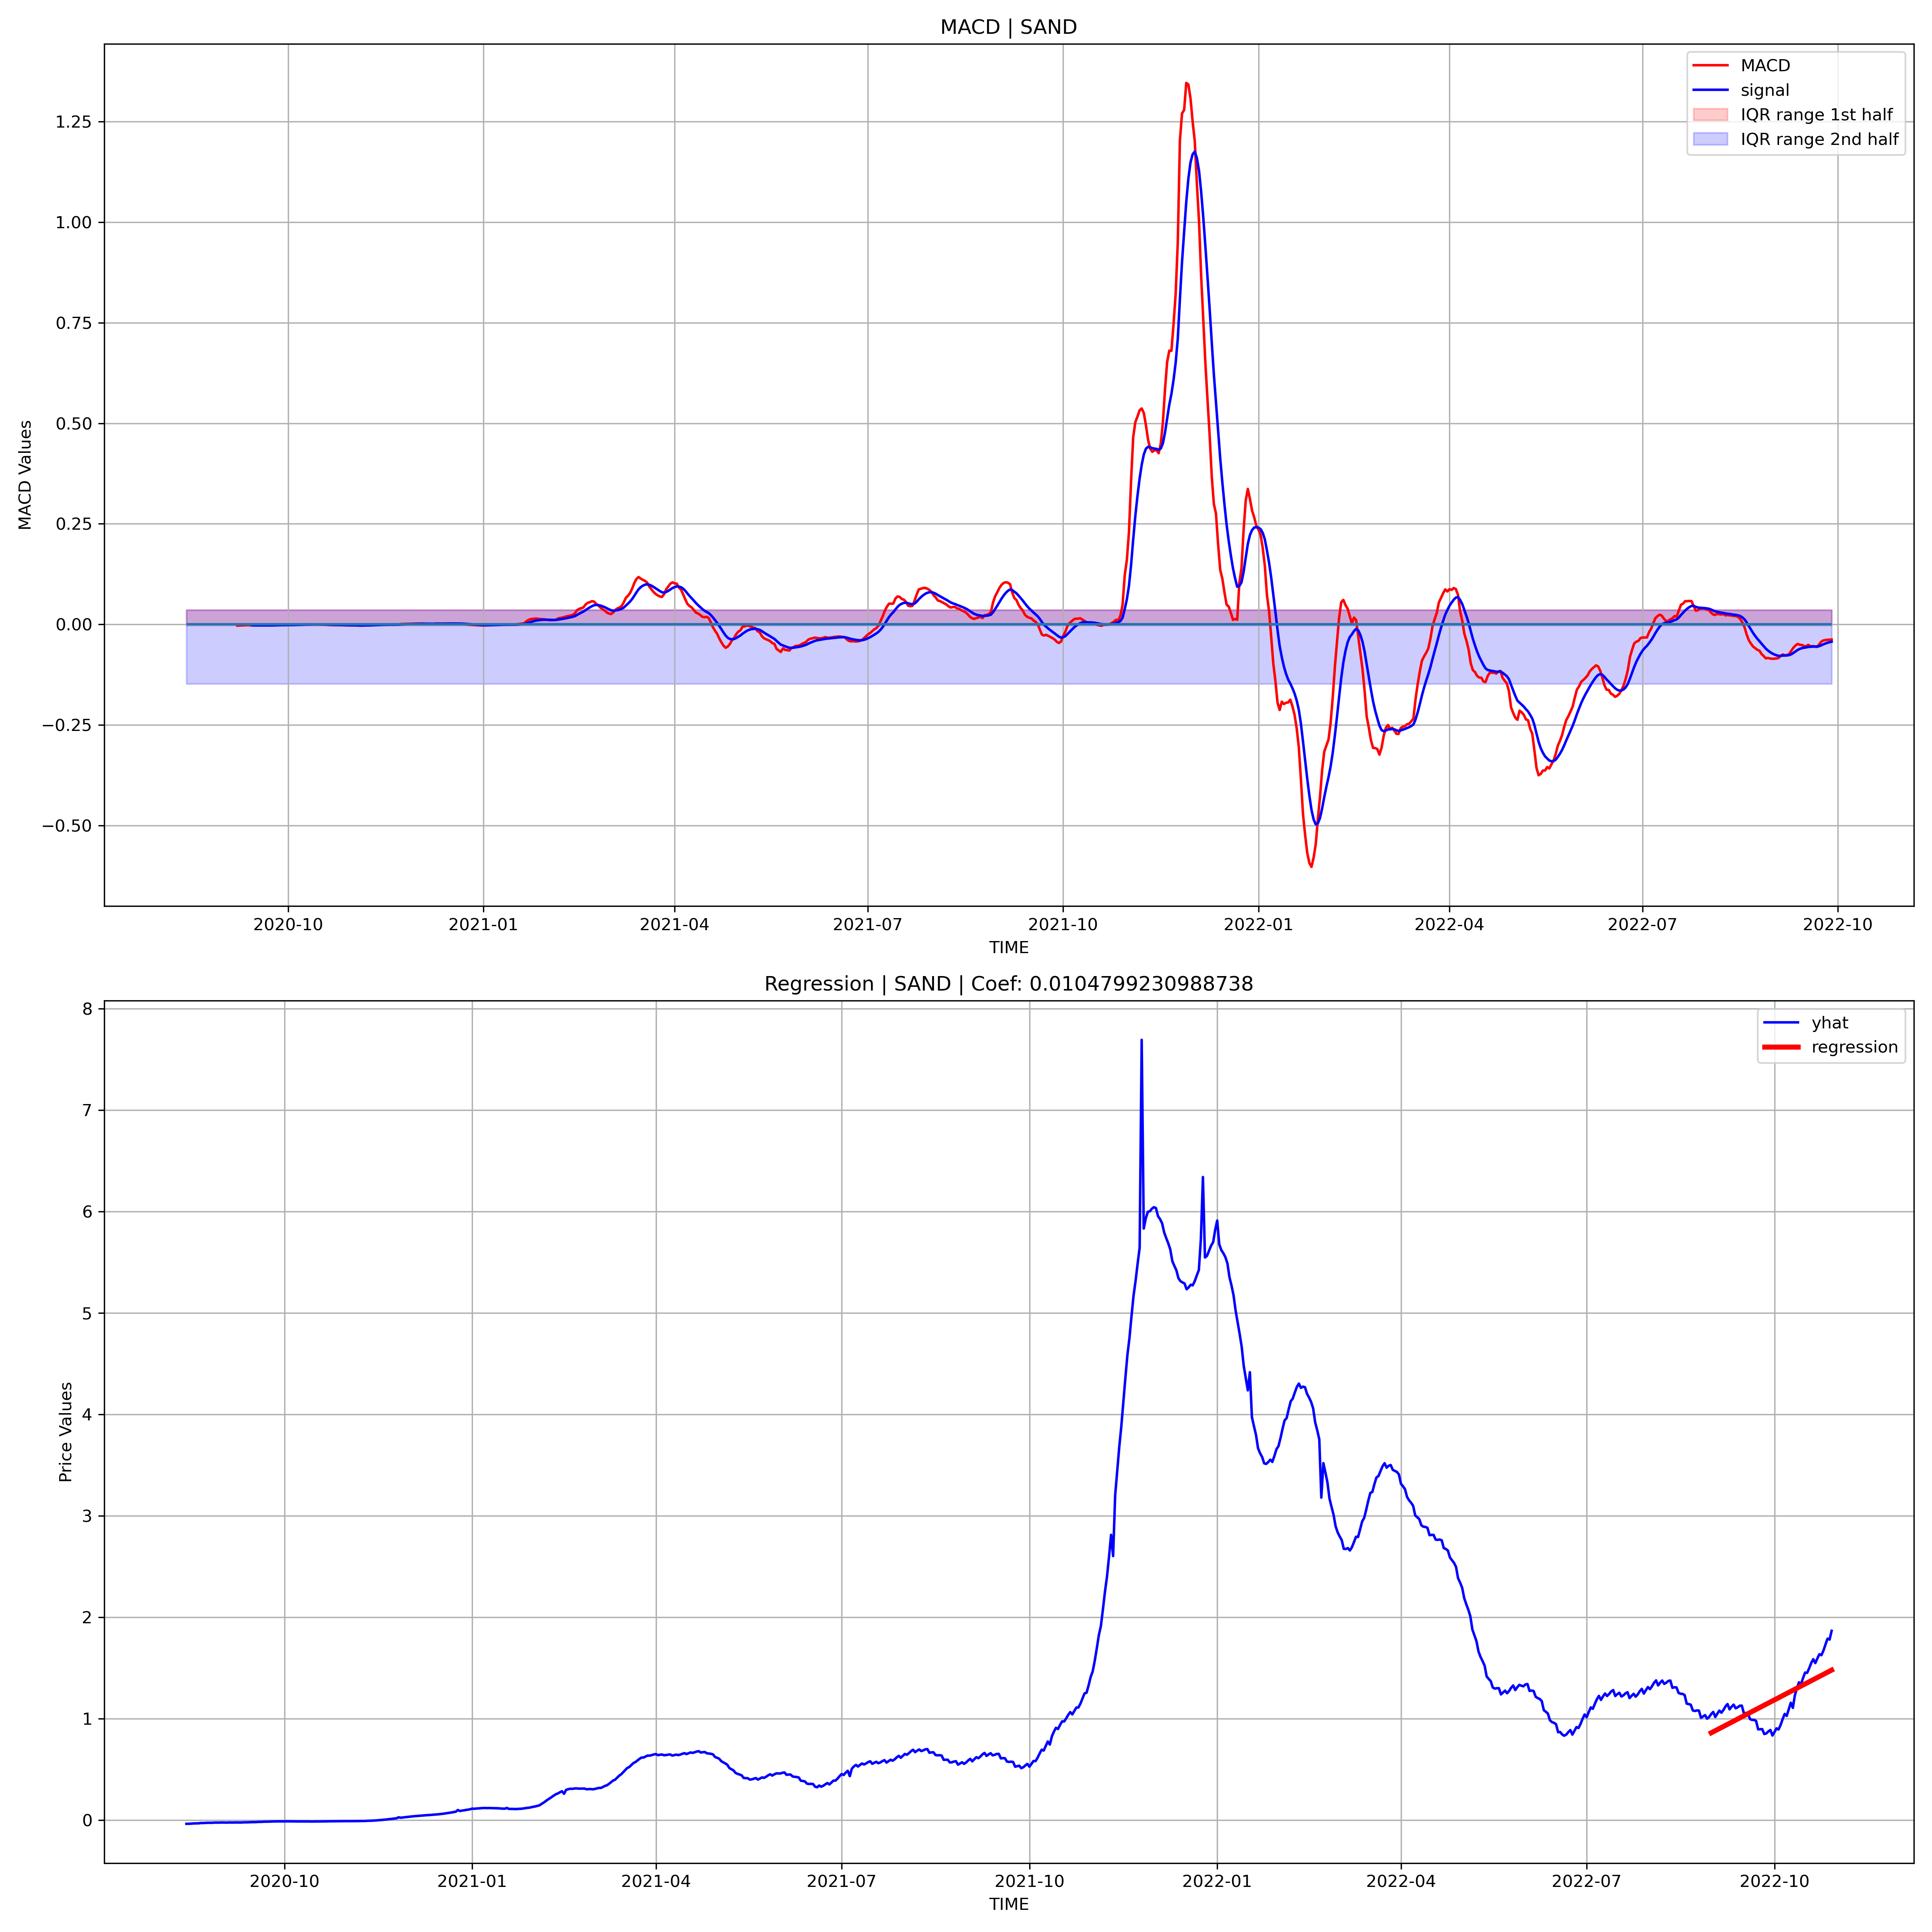 MACD | SAND
MACD
signal
IQR range 1st half
IQR range 2nd half
1.25
1.00
0.75
0.50
0.25
0.00
−0.25
−0.50
MACD Values
2020-10 2021-01 2021-04 2021-07 2021-10 2022-01 2022-04 2022-07 2022-10
TIME
Regression | SAND | Coef: 0.0104799230988738
yhat
regression
8
7
6
5
4
3
2
1
0
Price Values
2020-10 2021-01 2021-04 2021-07 2021-10 2022-01 2022-04 2022-07 2022-10
TIME